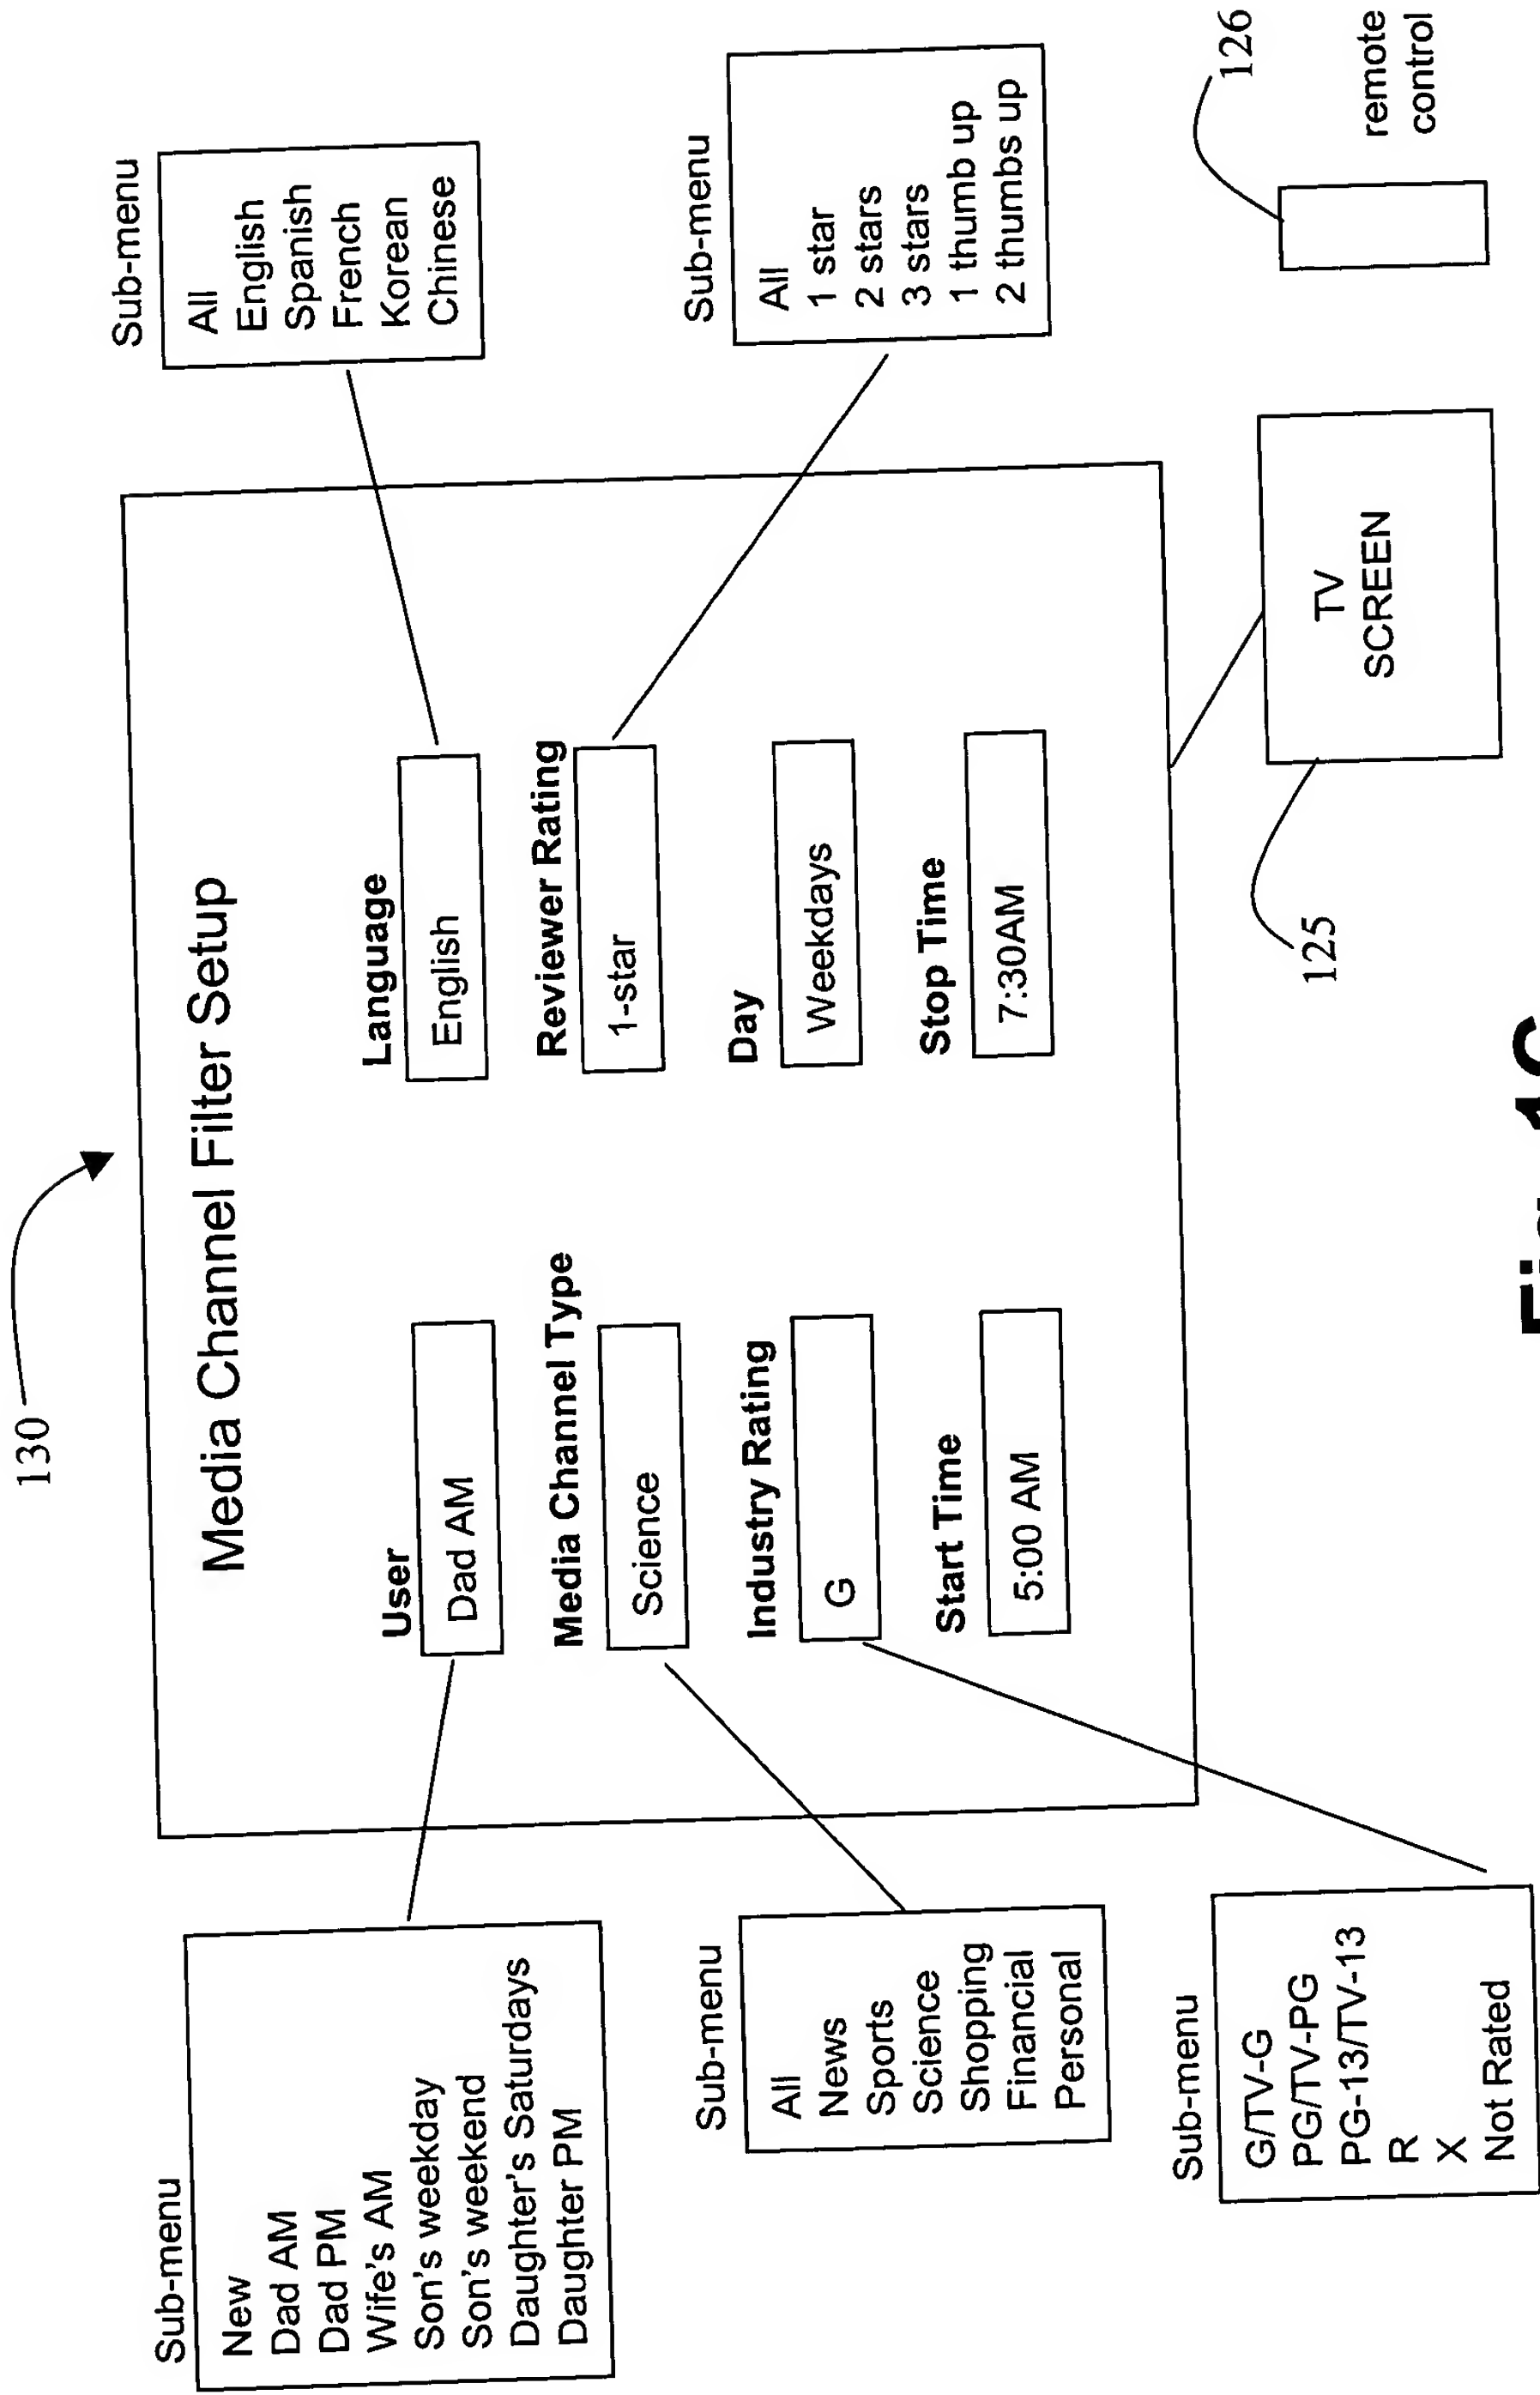 130
Media Channel Filter Setup
Sub-menu
New
Dad AM
Dad PM
Wife's AM
Son's weekday
Son's weekend
Daughter's Saturdays
Daughter PM
Sub-menu
All
News
Sports
Science
Shopping
Financial
Personal
Sub-menu
G/TV-G
PG/TV-PG
PG-13/TV-13
R
X
Not Rated
User
Dad AM
Media Channel Type
Science
Industry Rating
G
Start Time
5:00 AM
Language
English
Reviewer Rating
1-star
Day
Weekdays
Stop Time
7:30AM
Sub-menu
All
English
Spanish
French
Korean
Chinese
Sub-menu
All
1 star
2 stars
3 stars
1 thumb up
2 thumbs up
125
TV
SCREEN
126
remote
control